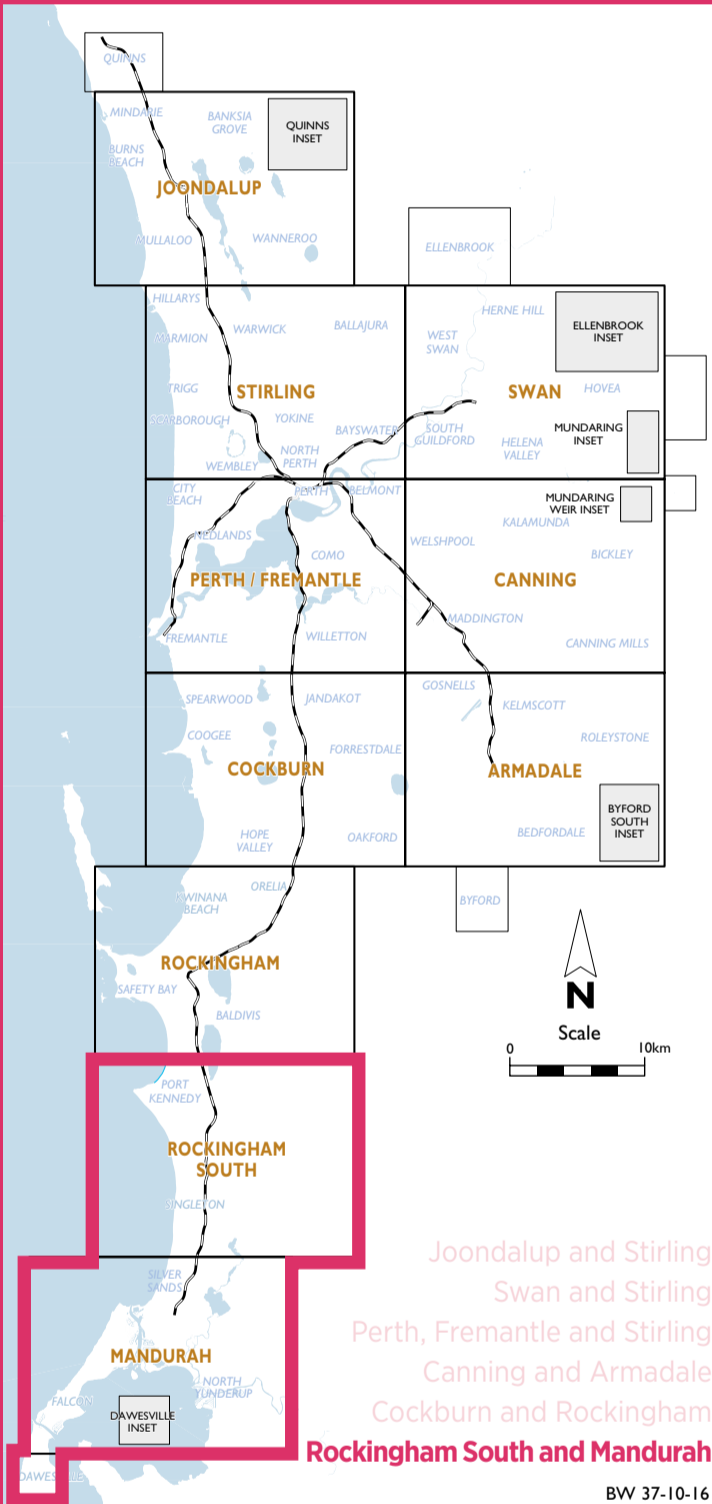 QUINNS
MINDARIE
BANKSIA
GROVE
QUINNS
INSET
BURNS
BEACH
JOONDALUP
MULLALOO
WANNEROO
ELLENBROOK
HILLARYS
MARMION
WARWICK
BALLAJURA
WEST
SWAN
HERNE HILL
ELLENBROOK
INSET
TRIGG
STIRLING
SWAN
HOVEA
SCARBOROUGH
YOKINE
BAYSWATER
SOUTH
GUILDFORD
MUNDARING
INSET
WEMBLEY
NORTH
PERTH
HELENA
VALLEY
CITY
BEACH
PERTH
BELMONT
MUNDARING
WEIR INSET
NEDLANDS
COMO
WELSHPOOL
KALAMUNDA
BICKLEY
PERTH / FREMANTLE
CANNING
FREMANTLE
WILLETTON
MADDINGTON
CANNING MILLS
SPEARWOOD
JANDAKOT
GOSNELLS
KELMSCOTT
COOGEE
FORRESTDALE
ROLEYSTONE
COCKBURN
ARMADALE
HOPE
VALLEY
OAKFORD
BEDFORDALE
BYFORD
SOUTH
INSET
KWINANA
BEACH
ORELIA
BYFORD
ROCKINGHAM
SAFETY BAY
BALDIVIS
N
Scale
0 10km
PORT
KENNEDY
ROCKINGHAM
SOUTH
SINGLETON
SILVER
SANDS
MANDURAH
FALCON
NORTH
YUNDERUP
DAWESVILLE
INSET
DAWESVILLE
Joondalup and Stirling
Swan and Stirling
Perth, Fremantle and Stirling
Canning and Armadale
Cockburn and Rockingham
Rockingham South and Mandurah
BW 37-10-16